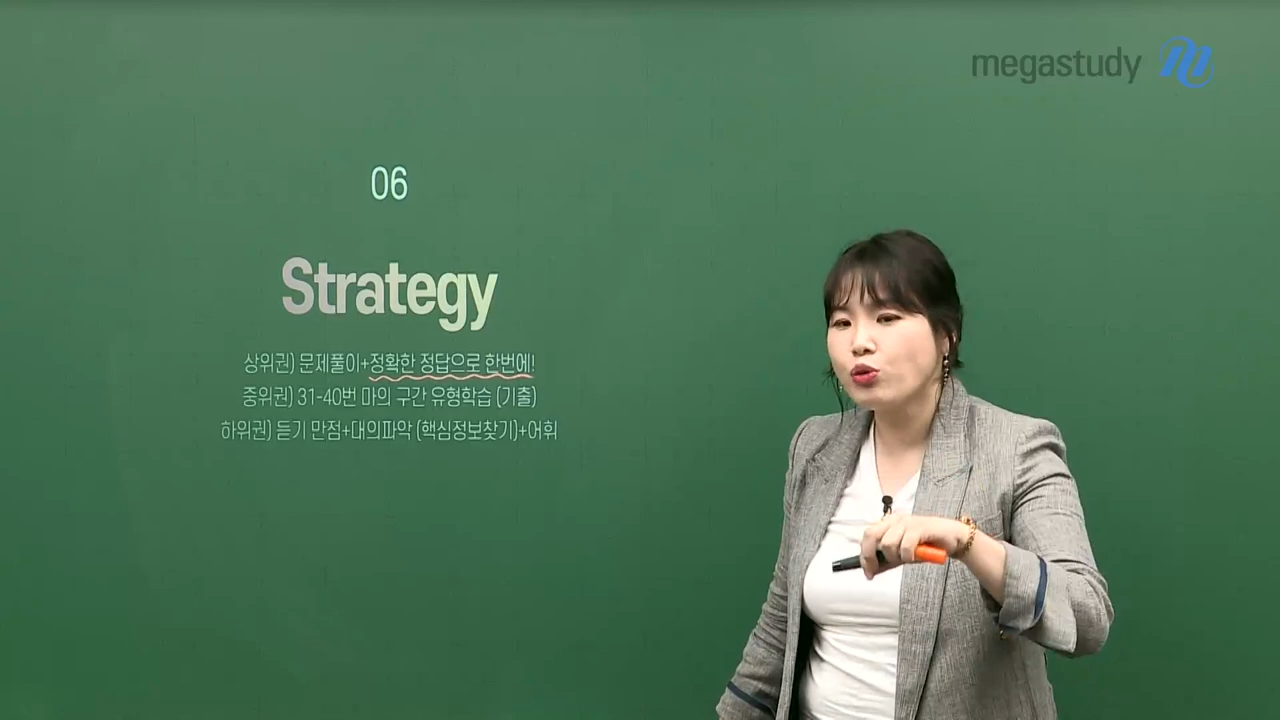 megastudy
06
Strategy
상위권) 문제풀이+정확한 정답으로 한번에!
중위권) 31-40번 마의 구간 유형학습 (기출)
하위권) 듣기 만점+대의파악 (핵심정보찾기)+어휘